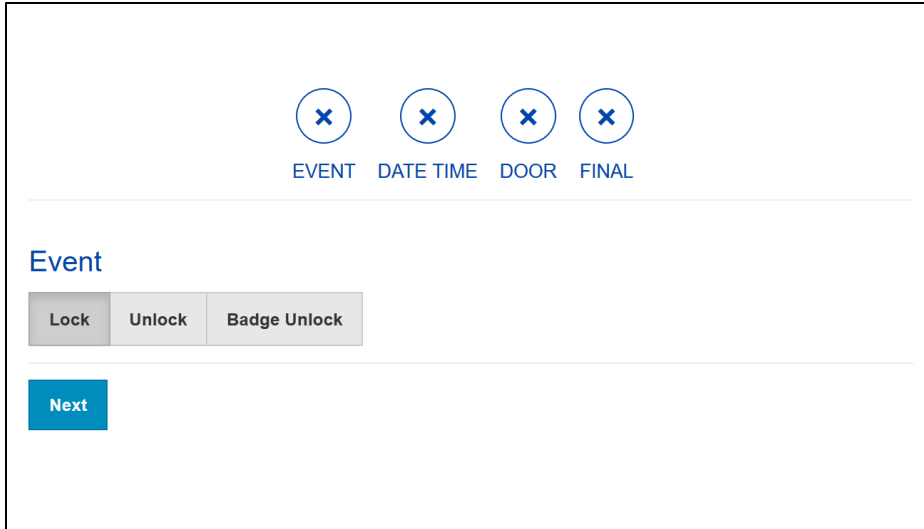 EVENT DATE TIME DOOR FINAL
Event
Lock Unlock Badge Unlock
Next